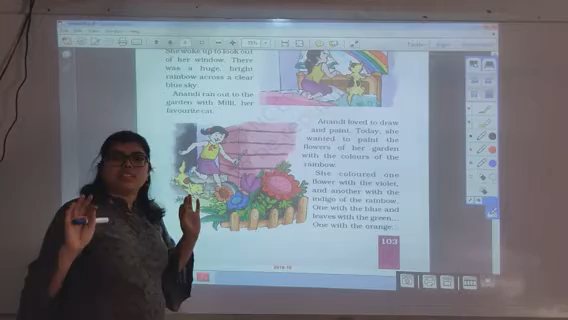 She woke up to look out
of her window. There
was a huge, bright
rainbow across a clear
blue sky.
Anandi ran out to the
garden with Milli, her
favourite cat.
Anandi loved to draw
and paint. Today, she
wanted to paint the
flowers of her garden
with the colours of the
rainbow.
She coloured one
flower with the violet,
and another with the
indigo of the rainbow.
One with the blue and
leaves with the green...
One with the orange...
103